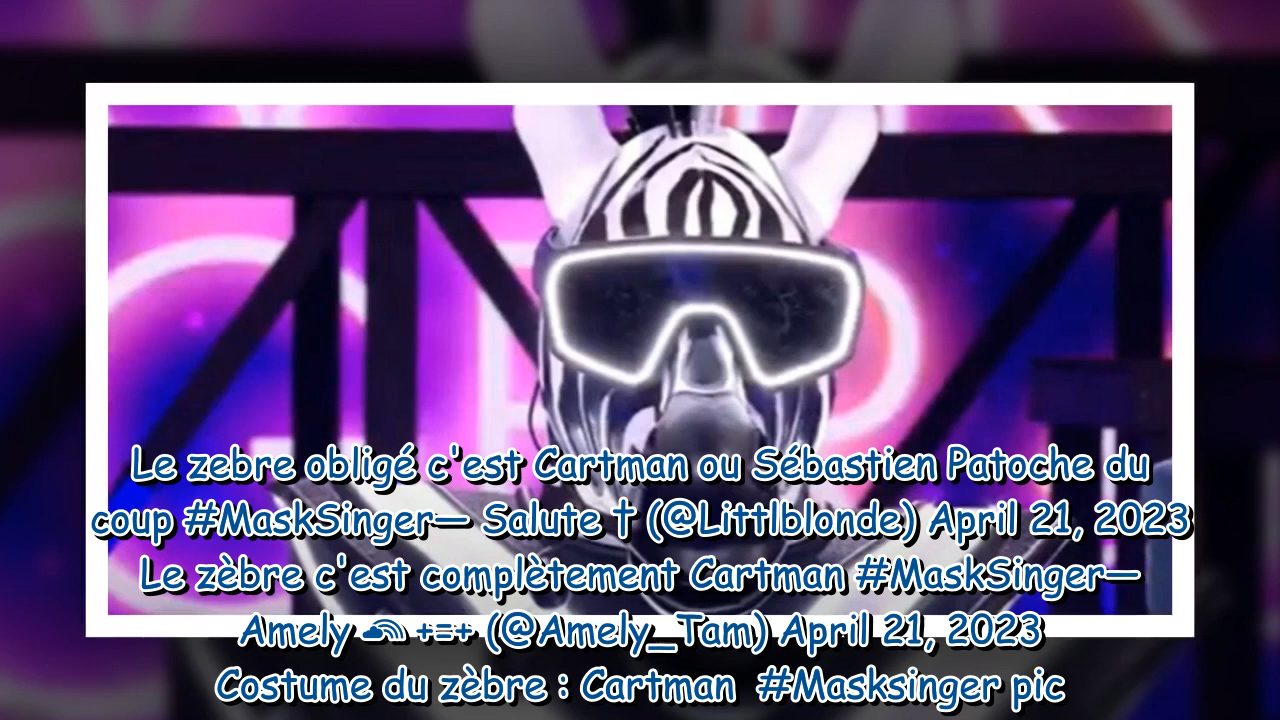 Le zebre obligé c'est Cartman ou Sébastien Patoche du
coup #MaskSinger— Salute † (@Littlblonde) April 21, 2023
Le zèbre c'est complètement Cartman #MaskSinger—
Amely 🌈 +=+ (@Amely_Tam) April 21, 2023
Costume du zèbre : Cartman #Masksinger pic